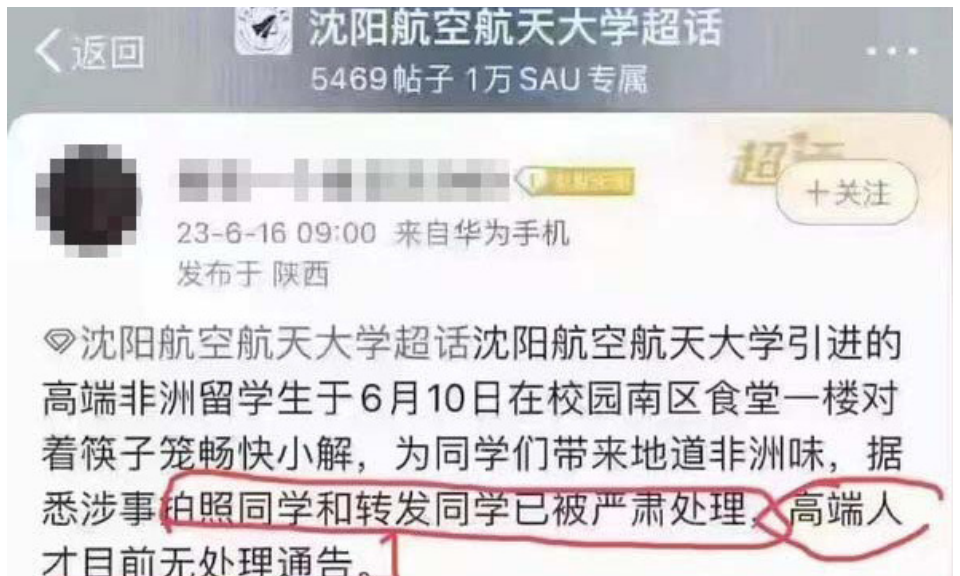 返回
沈阳航空航天大学超话
5469帖子 1万SAU专属
超话
+关注
23-6-16 09:00 来自华为手机
发布于 陕西
沈阳航空航天大学超话沈阳航空航天大学引进的
高端非洲留学生于6月10日在校园南区食堂一楼对
着筷子笼畅快小解，为同学们带来地道非洲味，据
悉涉事拍照同学和转发同学已被严肃处理，高端人
才目前无处理通告。